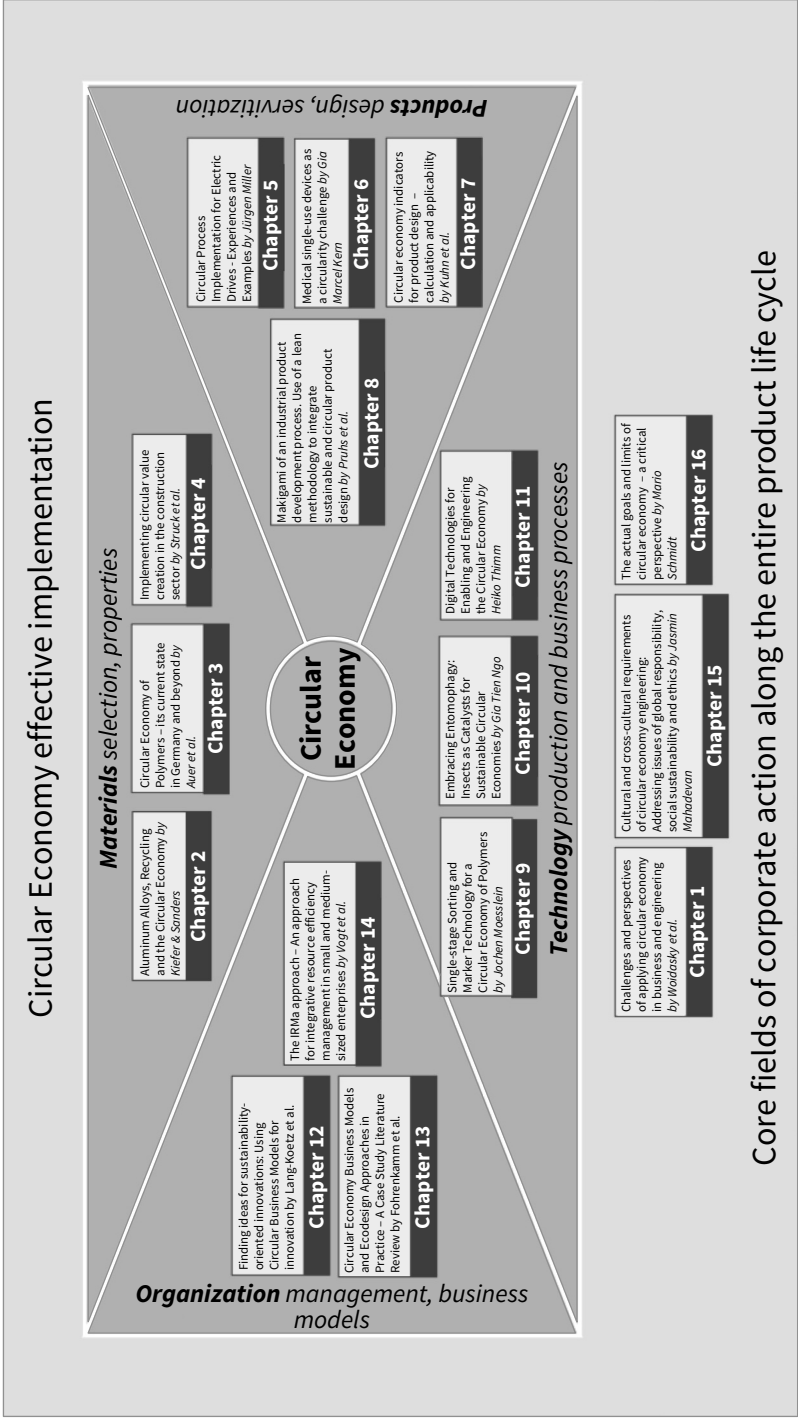 Circular Economy effective implementation
Materials selection, properties
Aluminum Alloys, Recycling
and the Circular Economy by
Kiefer & Sanders
Chapter 2
Circular Economy of
Polymers – its current state
in Germany and beyond by
Auer et al.
Chapter 3
Implementing circular value
creation in the construction
sector by Struck et al.
Chapter 4
Organization management, business
models
Finding ideas for sustainability-
oriented innovations: Using
Circular Business Models for
innovation by Lang-Koetz et al.
Chapter 12
Circular Economy Business Models
and Ecodesign Approaches in
Practice – A Case Study Literature
Review by Fohrenkamm et al.
Chapter 13
The IRMa approach – An approach
for integrative resource efficiency
management in small and medium-
sized enterprises by Vogt et al.
Chapter 14
Circular
Economy
Makigami of an industrial product
development process. Use of a lean
methodology to integrate
sustainable and circular product
design by Pruhs et al.
Chapter 8
Circular Process
Implementation for Electric
Drives - Experiences and
Examples by Jürgen Miller
Chapter 5
Medical single-use devices as
a circularity challenge by Gia
Marcel Kern
Chapter 6
Circular economy indicators
for product design –
calculation and applicability
by Kuhn et al.
Chapter 7
Products design, servitization
Single-stage Sorting and
Marker Technology for a
Circular Economy of Polymers
by Jochen Moesslein
Chapter 9
Embracing Entomophagy:
Insects as Catalysts for
Sustainable Circular
Economies by Gia Tien Ngo
Chapter 10
Digital Technologies for
Enabling and Engineering
the Circular Economy by
Heiko Thimm
Chapter 11
Technology production and business processes
Challenges and perspectives
of applying circular economy
in business and engineering
by Woidasky et al.
Chapter 1
Cultural and cross-cultural requirements
of circular economy engineering:
Addressing issues of global responsibility,
social sustainability and ethics by Jasmin
Mahadevan
Chapter 15
The actual goals and limits of
circular economy – a critical
perspective by Mario
Schmidt
Chapter 16
Core fields of corporate action along the entire product life cycle